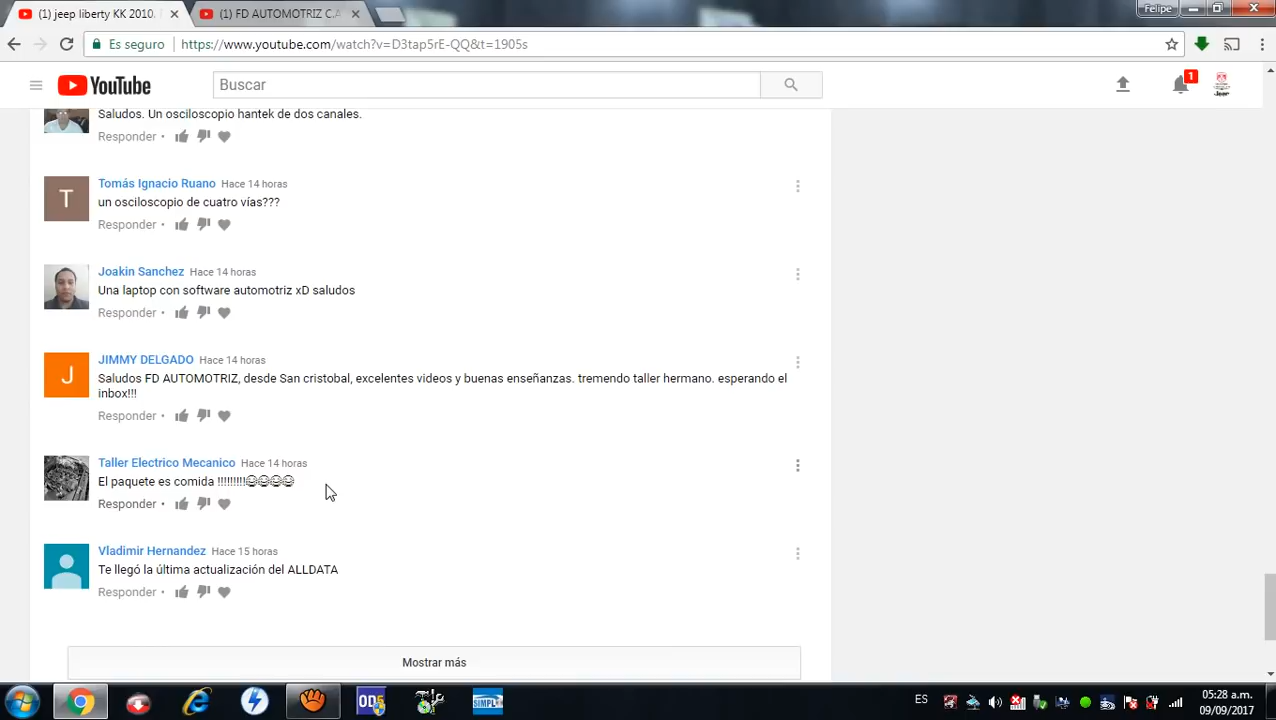 (1) jeep liberty KK 2010.
(1) FD AUTOMOTRIZ C.A
Felipe
Es seguro
https://www.youtube.com/watch?v=D3tap5rE-QQ&t=1905s
YouTube
Buscar
1
Saludos. Un osciloscopio hantek de dos canales.
Responder •
Tomás Ignacio Ruano Hace 14 horas
T
un osciloscopio de cuatro vías???
Responder •
Joakin Sanchez Hace 14 horas
Una laptop con software automotriz xD saludos
Responder •
JIMMY DELGADO Hace 14 horas
J
Saludos FD AUTOMOTRIZ, desde San cristobal, excelentes videos y buenas enseñanzas. tremendo taller hermano. esperando el
inbox!!!
Responder •
Taller Electrico Mecanico Hace 14 horas
El paquete es comida !!!!!!!!!😂😂😂😂
Responder •
Vladimir Hernandez Hace 15 horas
Te llegó la última actualización del ALLDATA
Responder •
Mostrar más
OD5
SIMPLO
ES
05:28 a.m.
09/09/2017